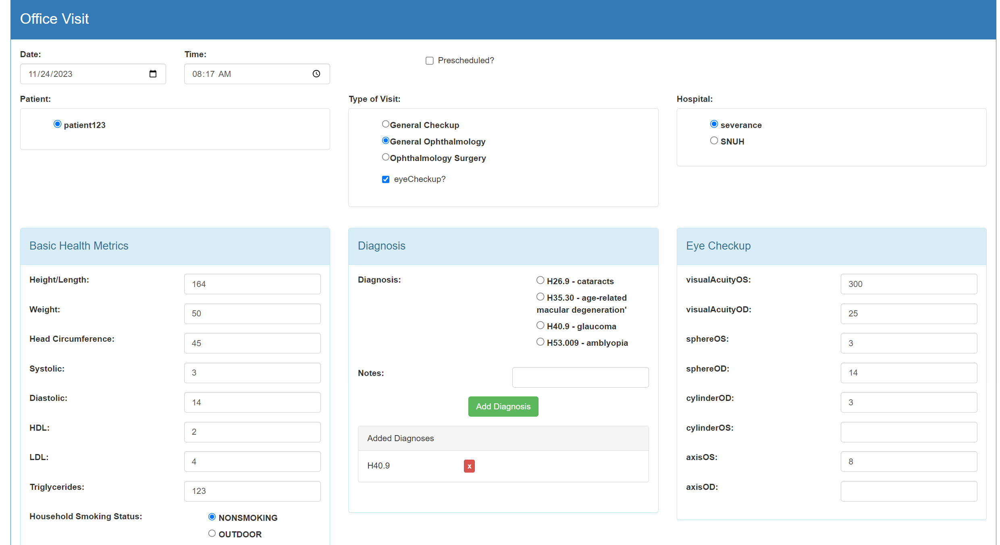 Office Visit
Date:
Time:
Prescheduled?
11/24/2023
08:17 AM
Patient:
Type of Visit:
Hospital:
patient123
General Checkup
General Ophthalmology
Ophthalmology Surgery
eyeCheckup?
severance
SNUH
Basic Health Metrics
Height/Length:
164
Weight:
50
Head Circumference:
45
Systolic:
3
Diastolic:
14
HDL:
2
LDL:
4
Triglycerides:
123
Household Smoking Status:
NONSMOKING
OUTDOOR
Diagnosis
Diagnosis:
H26.9 - cataracts
H35.30 - age-related
macular degeneration'
H40.9 - glaucoma
H53.009 - amblyopia
Notes:
Add Diagnosis
Added Diagnoses
H40.9
x
Eye Checkup
visualAcuityOS:
300
visualAcuityOD:
25
sphereOS:
3
sphereOD:
14
cylinderOD:
3
cylinderOS:
axisOS:
8
axisOD: